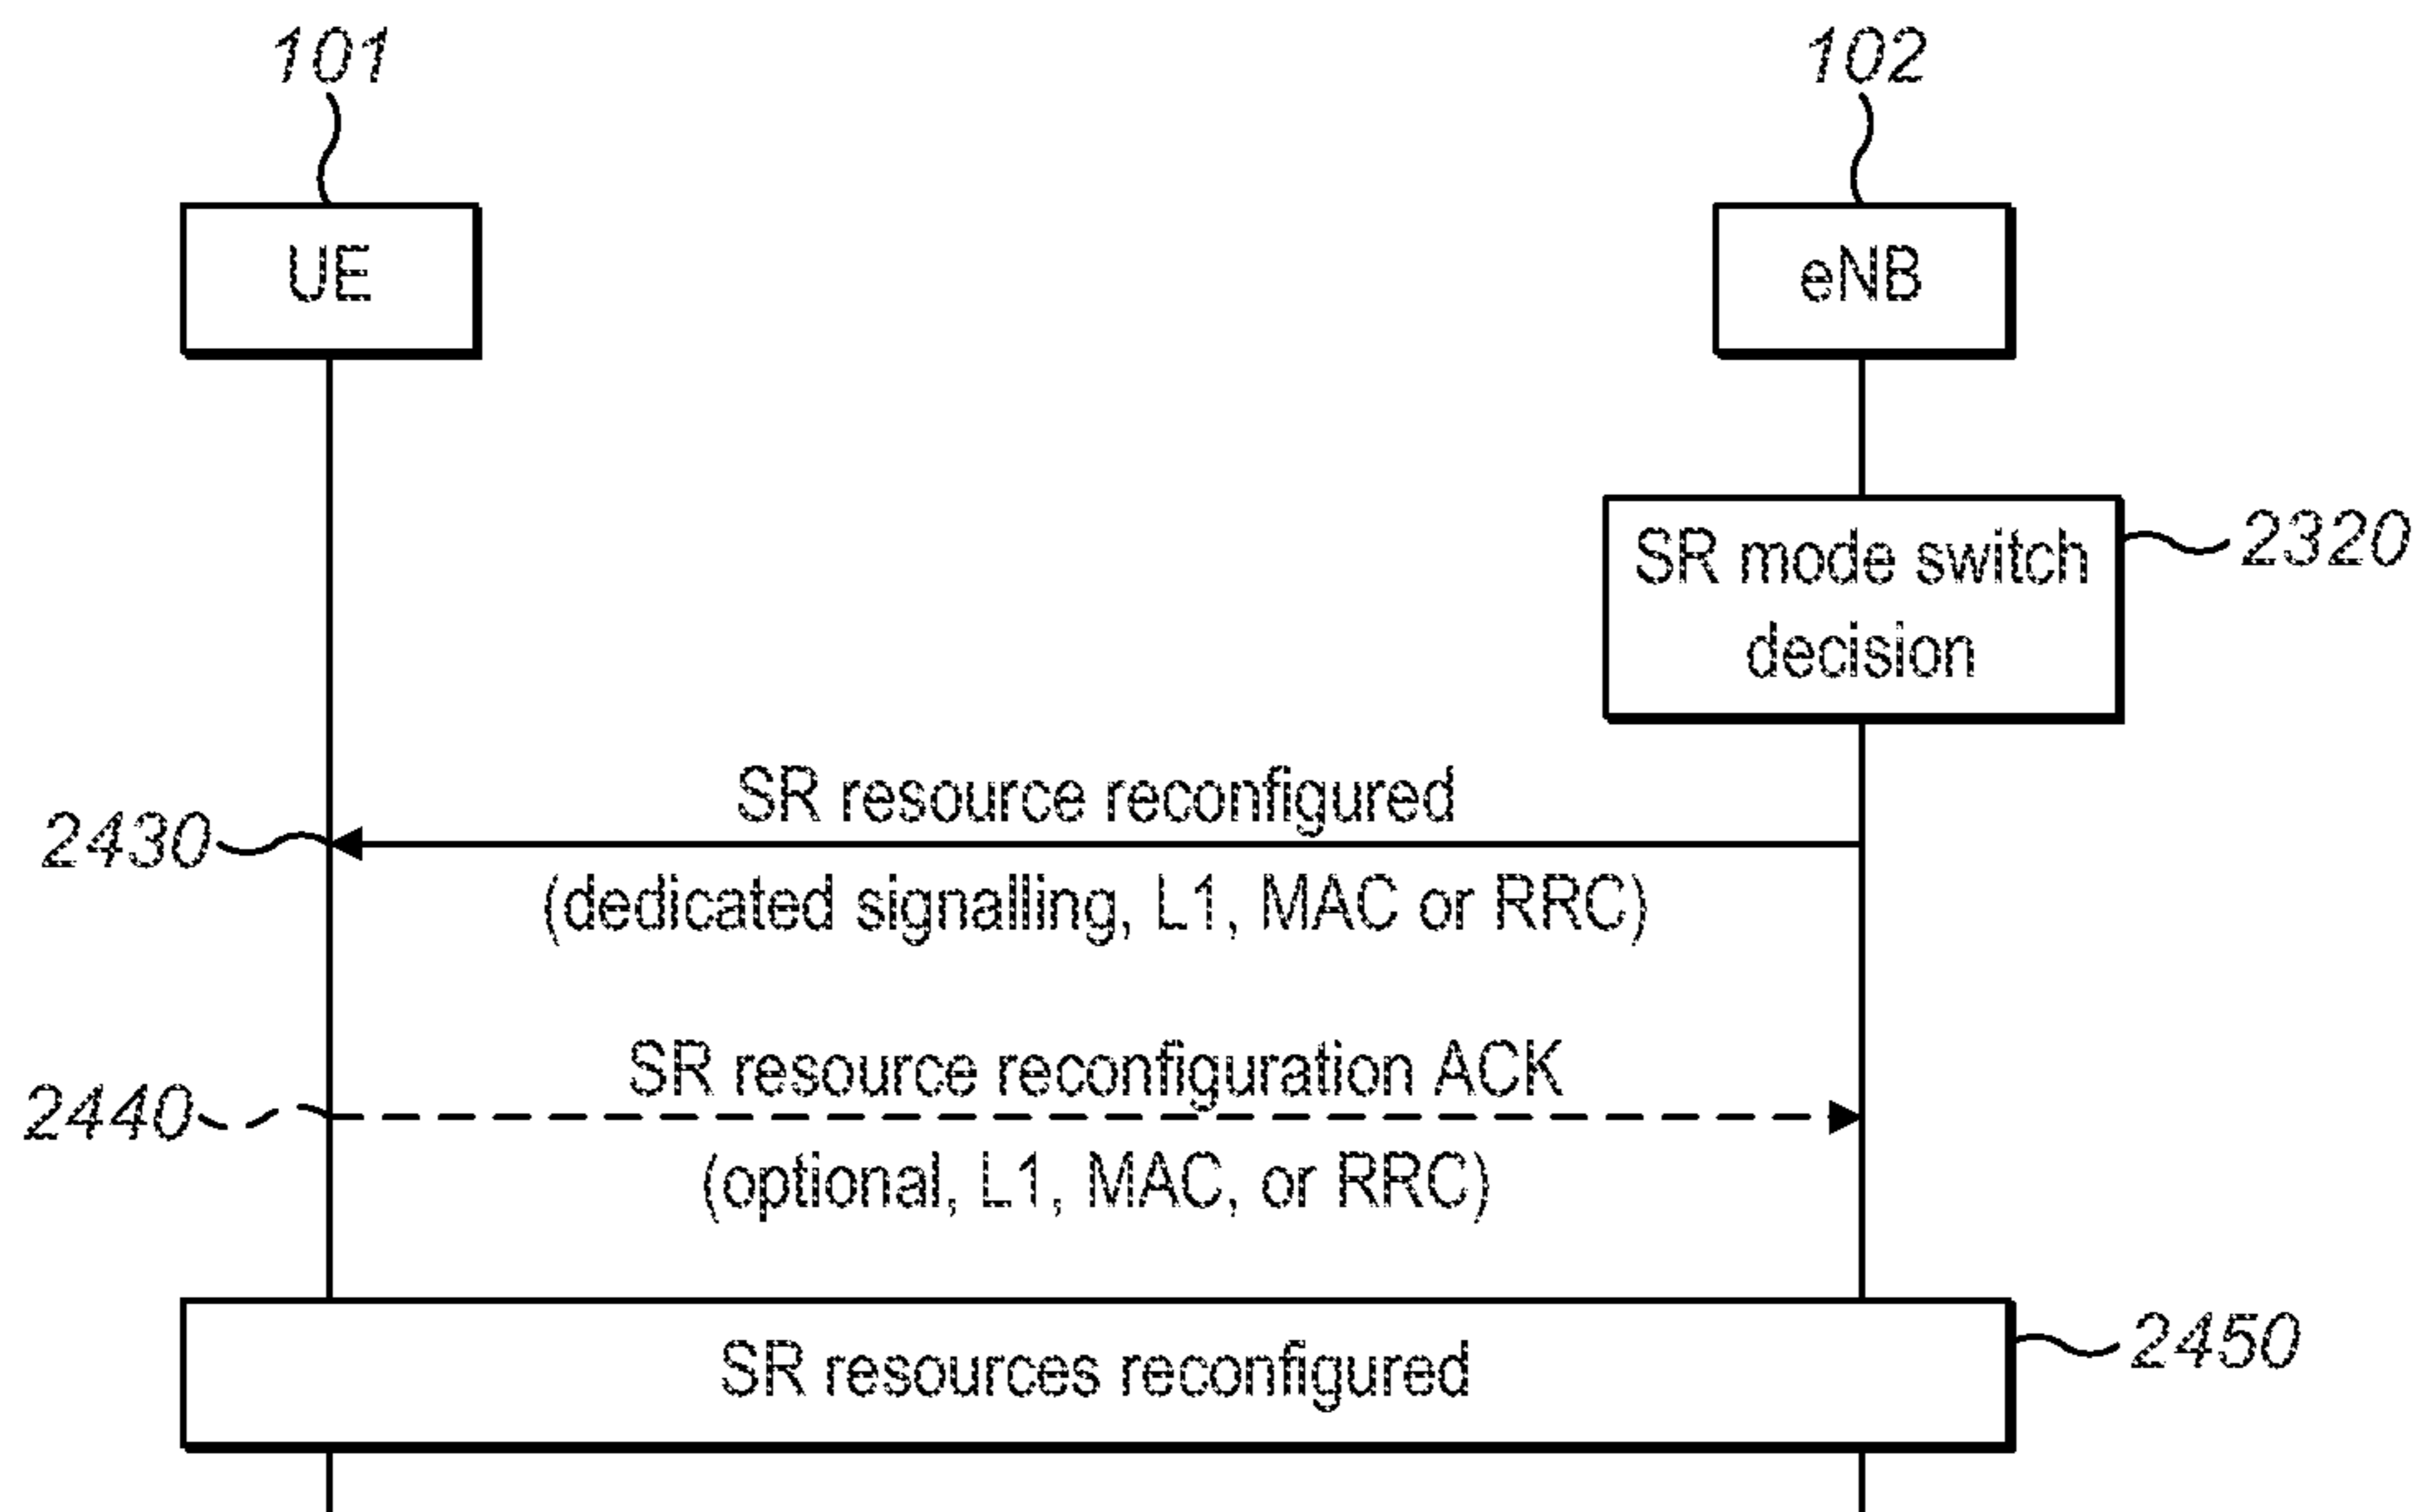 101
102
UE
eNB
SR mode switch
decision
2320
SR resource reconfigured
2430
(dedicated signalling, L1, MAC or RRC)
SR resource reconfiguration ACK
2440
(optional, L1, MAC, or RRC)
SR resources reconfigured
2450